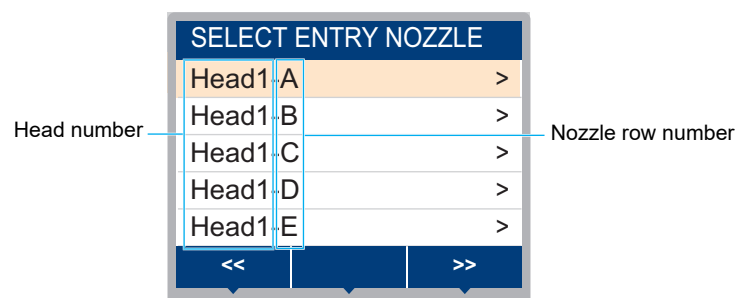 SELECT ENTRY NOZZLE
Head1-A >
Head1-B >
Head number
Nozzle row number
Head1-C >
Head1-D >
Head1-E >
<< >>